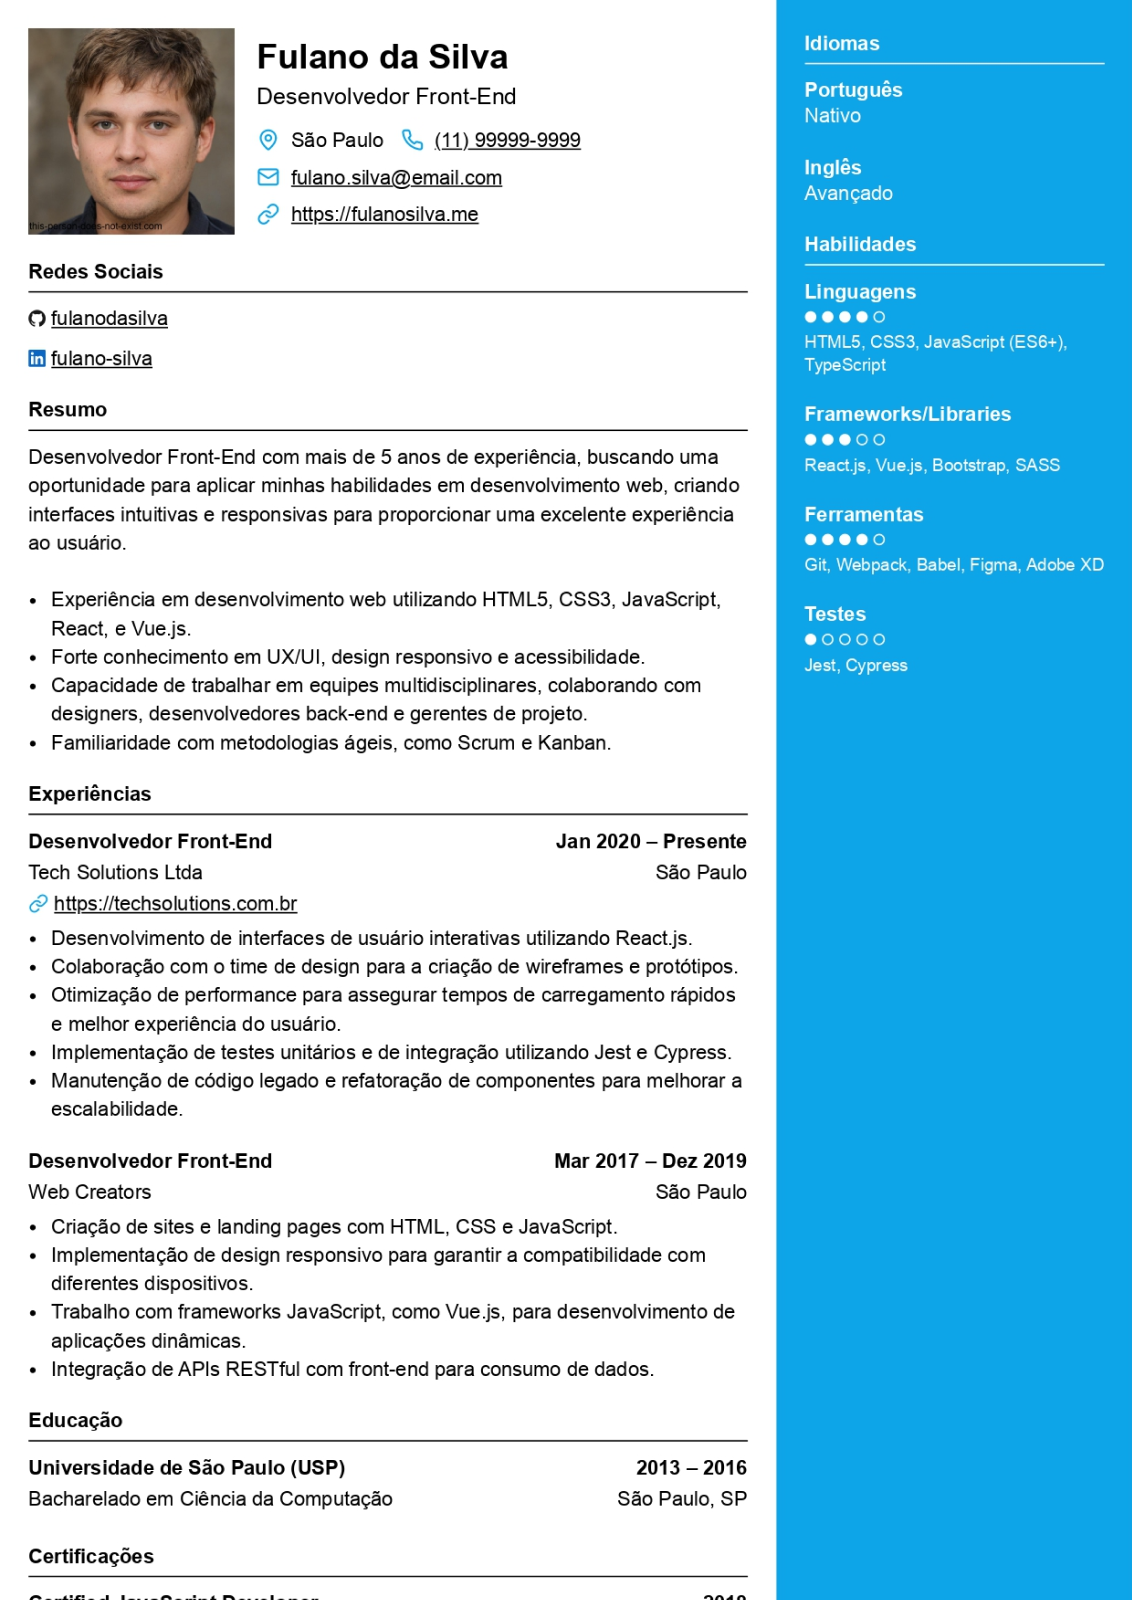 Fulano da Silva
Desenvolvedor Front-End
São Paulo (11) 99999-9999
fulano.silva@email.com
https://fulanosilva.me
this-person-does-not-exist.com
Redes Sociais
fulanodasilva
in fulano-silva
Resumo
Desenvolvedor Front-End com mais de 5 anos de experiência, buscando uma
oportunidade para aplicar minhas habilidades em desenvolvimento web, criando
interfaces intuitivas e responsivas para proporcionar uma excelente experiência
ao usuário.
• Experiência em desenvolvimento web utilizando HTML5, CSS3, JavaScript,
React, e Vue.js.
• Forte conhecimento em UX/UI, design responsivo e acessibilidade.
• Capacidade de trabalhar em equipes multidisciplinares, colaborando com
designers, desenvolvedores back-end e gerentes de projeto.
• Familiaridade com metodologias ágeis, como Scrum e Kanban.
Experiências
Desenvolvedor Front-End Jan 2020 – Presente
Tech Solutions Ltda São Paulo
https://techsolutions.com.br
• Desenvolvimento de interfaces de usuário interativas utilizando React.js.
• Colaboração com o time de design para a criação de wireframes e protótipos.
• Otimização de performance para assegurar tempos de carregamento rápidos
e melhor experiência do usuário.
• Implementação de testes unitários e de integração utilizando Jest e Cypress.
• Manutenção de código legado e refatoração de componentes para melhorar a
escalabilidade.
Desenvolvedor Front-End Mar 2017 – Dez 2019
Web Creators São Paulo
• Criação de sites e landing pages com HTML, CSS e JavaScript.
• Implementação de design responsivo para garantir a compatibilidade com
diferentes dispositivos.
• Trabalho com frameworks JavaScript, como Vue.js, para desenvolvimento de
aplicações dinâmicas.
• Integração de APIs RESTful com front-end para consumo de dados.
Educação
Universidade de São Paulo (USP) 2013 – 2016
Bacharelado em Ciência da Computação São Paulo, SP
Certificações
Certified JavaScript Developer 2018
Idiomas
Português
Nativo
Inglês
Avançado
Habilidades
Linguagens
HTML5, CSS3, JavaScript (ES6+),
TypeScript
Frameworks/Libraries
React.js, Vue.js, Bootstrap, SASS
Ferramentas
Git, Webpack, Babel, Figma, Adobe XD
Testes
Jest, Cypress